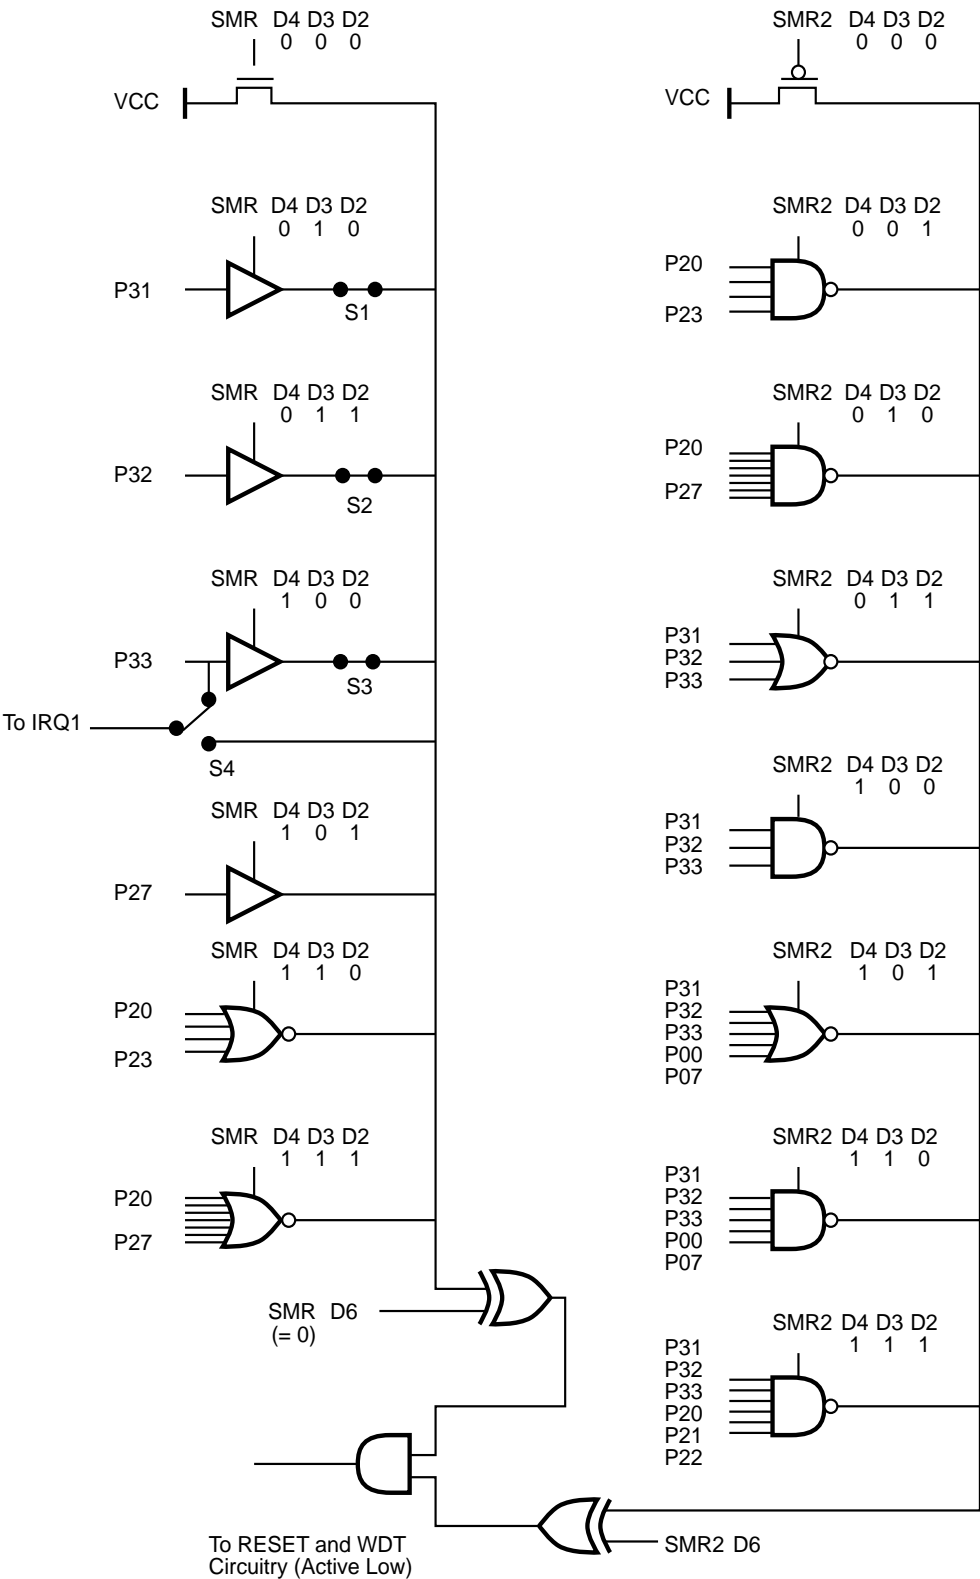 SMR D4 D3 D2
0 0 0
VCC
SMR D4 D3 D2
0 1 0
P31
S1
SMR D4 D3 D2
0 1 1
P32
S2
SMR D4 D3 D2
1 0 0
P33
S3
To IRQ1
S4
SMR D4 D3 D2
1 0 1
P27
SMR D4 D3 D2
1 1 0
P20
P23
SMR D4 D3 D2
1 1 1
P20
P27
SMR D6
(= 0)
To RESET and WDT
Circuitry (Active Low)
SMR2 D4 D3 D2
0 0 0
VCC
SMR2 D4 D3 D2
0 0 1
P20
P23
SMR2 D4 D3 D2
0 1 0
P20
P27
SMR2 D4 D3 D2
0 1 1
P31
P32
P33
SMR2 D4 D3 D2
1 0 0
P31
P32
P33
SMR2 D4 D3 D2
1 0 1
P31
P32
P33
P00
P07
SMR2 D4 D3 D2
1 1 0
P31
P32
P33
P00
P07
SMR2 D4 D3 D2
1 1 1
P31
P32
P33
P20
P21
P22
SMR2 D6